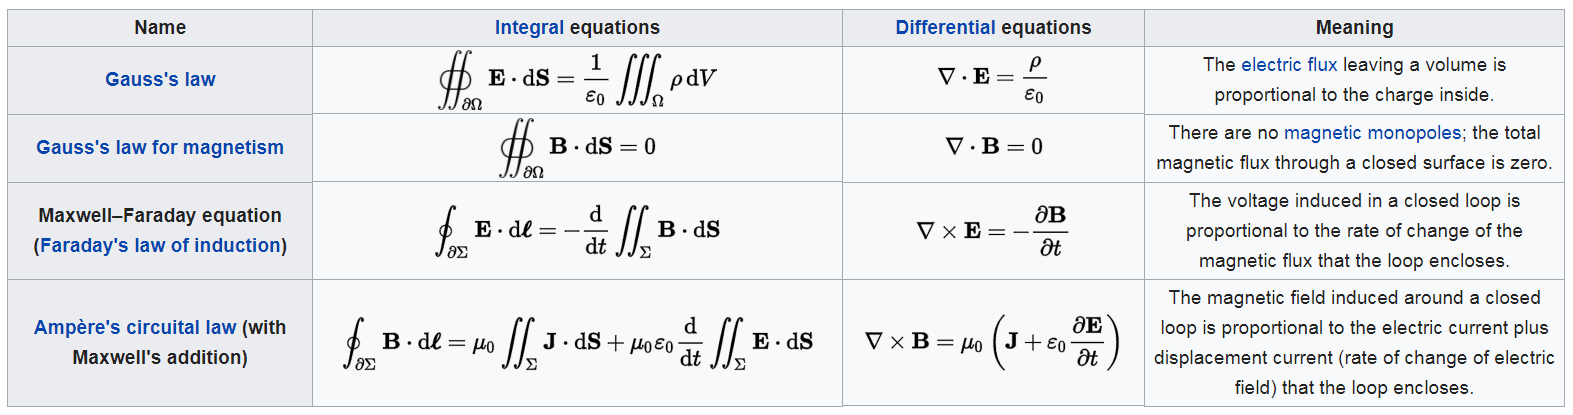 Name Integral equations Differential equations Meaning
Gauss's law ∯∂Ω E · dS = 1/ε0 ∭Ω ρ dV ∇ · E = ρ/ε0 The electric flux leaving a volume is
proportional to the charge inside.
Gauss's law for magnetism ∯∂Ω B · dS = 0 ∇ · B = 0 There are no magnetic monopoles; the total
magnetic flux through a closed surface is zero.
Maxwell–Faraday equation
(Faraday's law of induction) ∮∂Σ E · dℓ = − d/dt ∬Σ B · dS ∇ × E = − ∂B/∂t The voltage induced in a closed loop is
proportional to the rate of change of the
magnetic flux that the loop encloses.
Ampère's circuital law (with
Maxwell's addition) ∮∂Σ B · dℓ = μ0 ∬Σ J · dS + μ0ε0 d/dt ∬Σ E · dS ∇ × B = μ0 (J + ε0 ∂E/∂t) The magnetic field induced around a closed
loop is proportional to the electric current plus
displacement current (rate of change of electric
field) that the loop encloses.